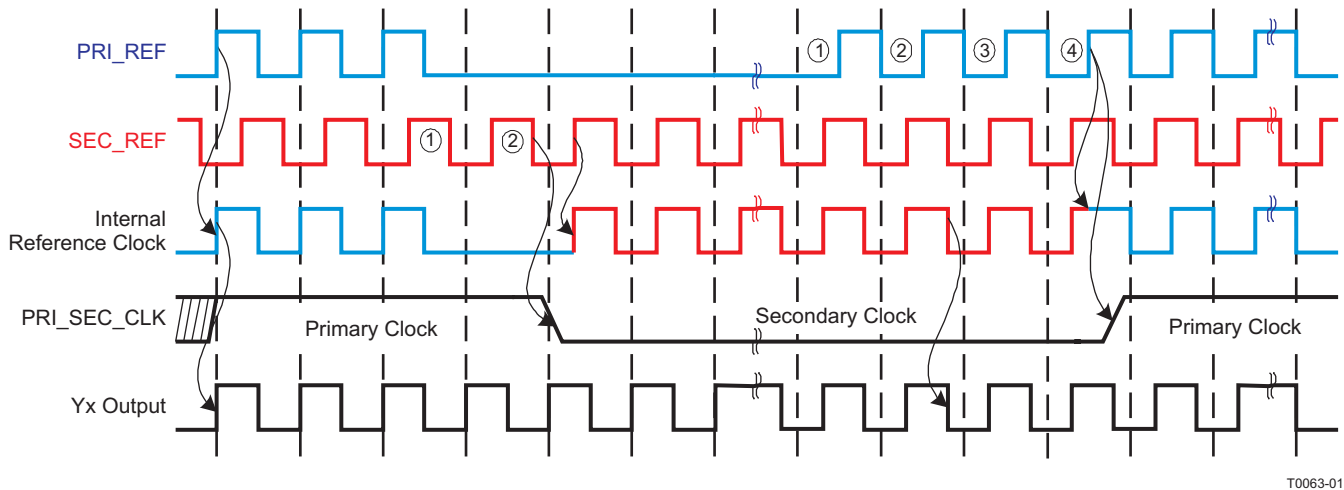 PRI_REF
① ② ③ ④
SEC_REF
① ②
Internal
Reference Clock
PRI_SEC_CLK
Primary Clock
Secondary Clock
Primary Clock
Yx Output
T0063-01